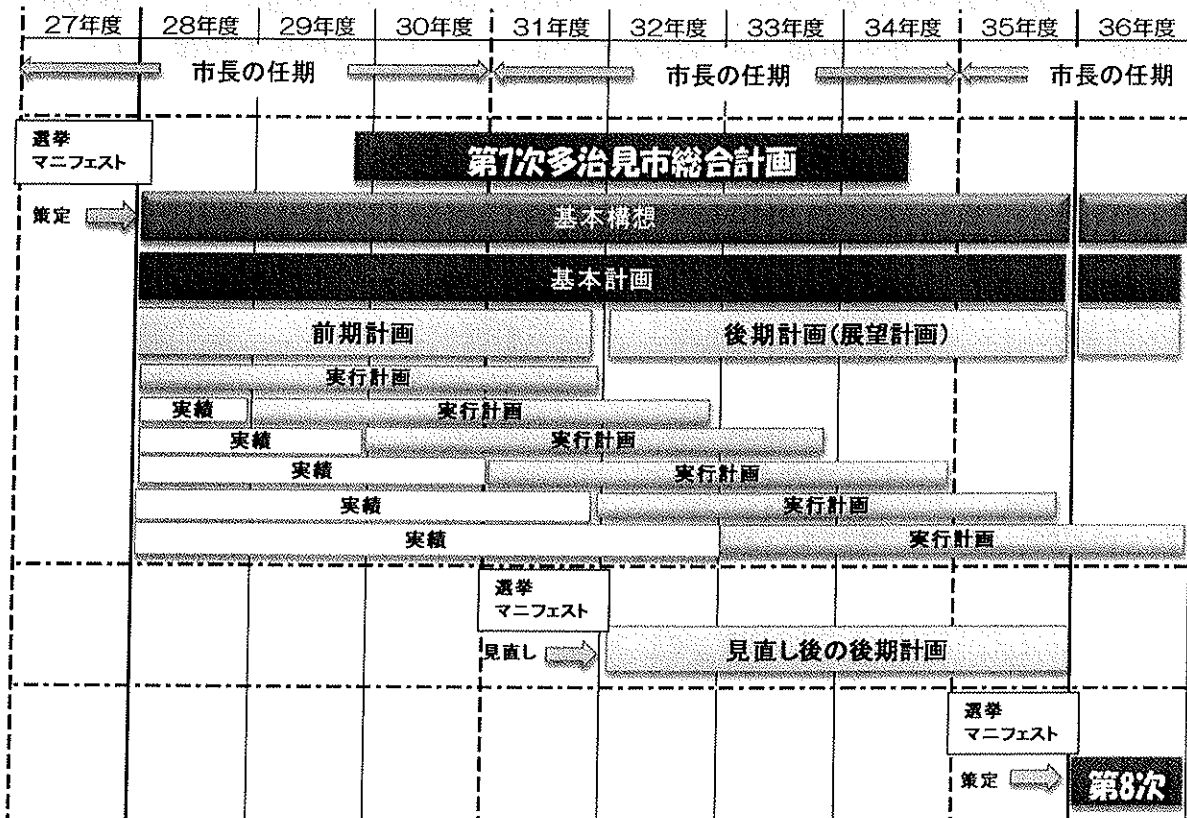 27年度 28年度 29年度 30年度 31年度 32年度 33年度 34年度 35年度 36年度
市長の任期 市長の任期 市長の任期
選挙
マニフェスト
第7次多治見市総合計画
策定 基本構想
基本計画
前期計画 後期計画(展望計画)
実行計画
実績 実行計画
実績 実行計画
実績 実行計画
実績 実行計画
実績 実行計画
選挙
マニフェスト
見直し 見直し後の後期計画
選挙
マニフェスト
策定 第8次